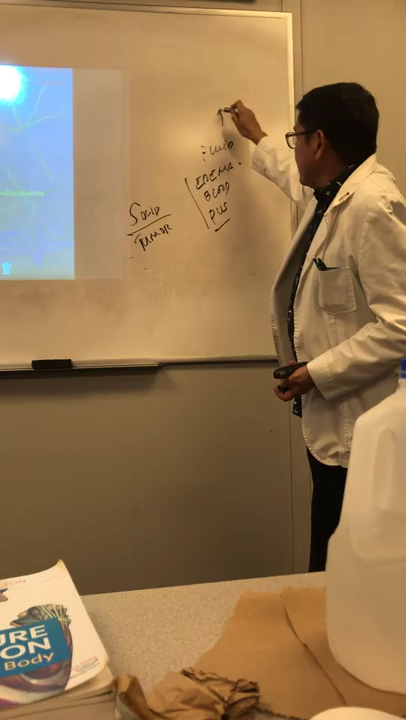 FLUID
EDEMA
BLOOD
PUS
SOLID
TUMOR
URE
ON
Body